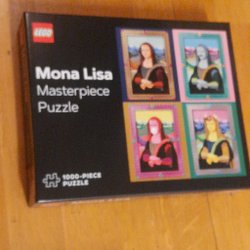 LEGO
Mona Lisa
Masterpiece
Puzzle
1000-PIECE
PUZZLE